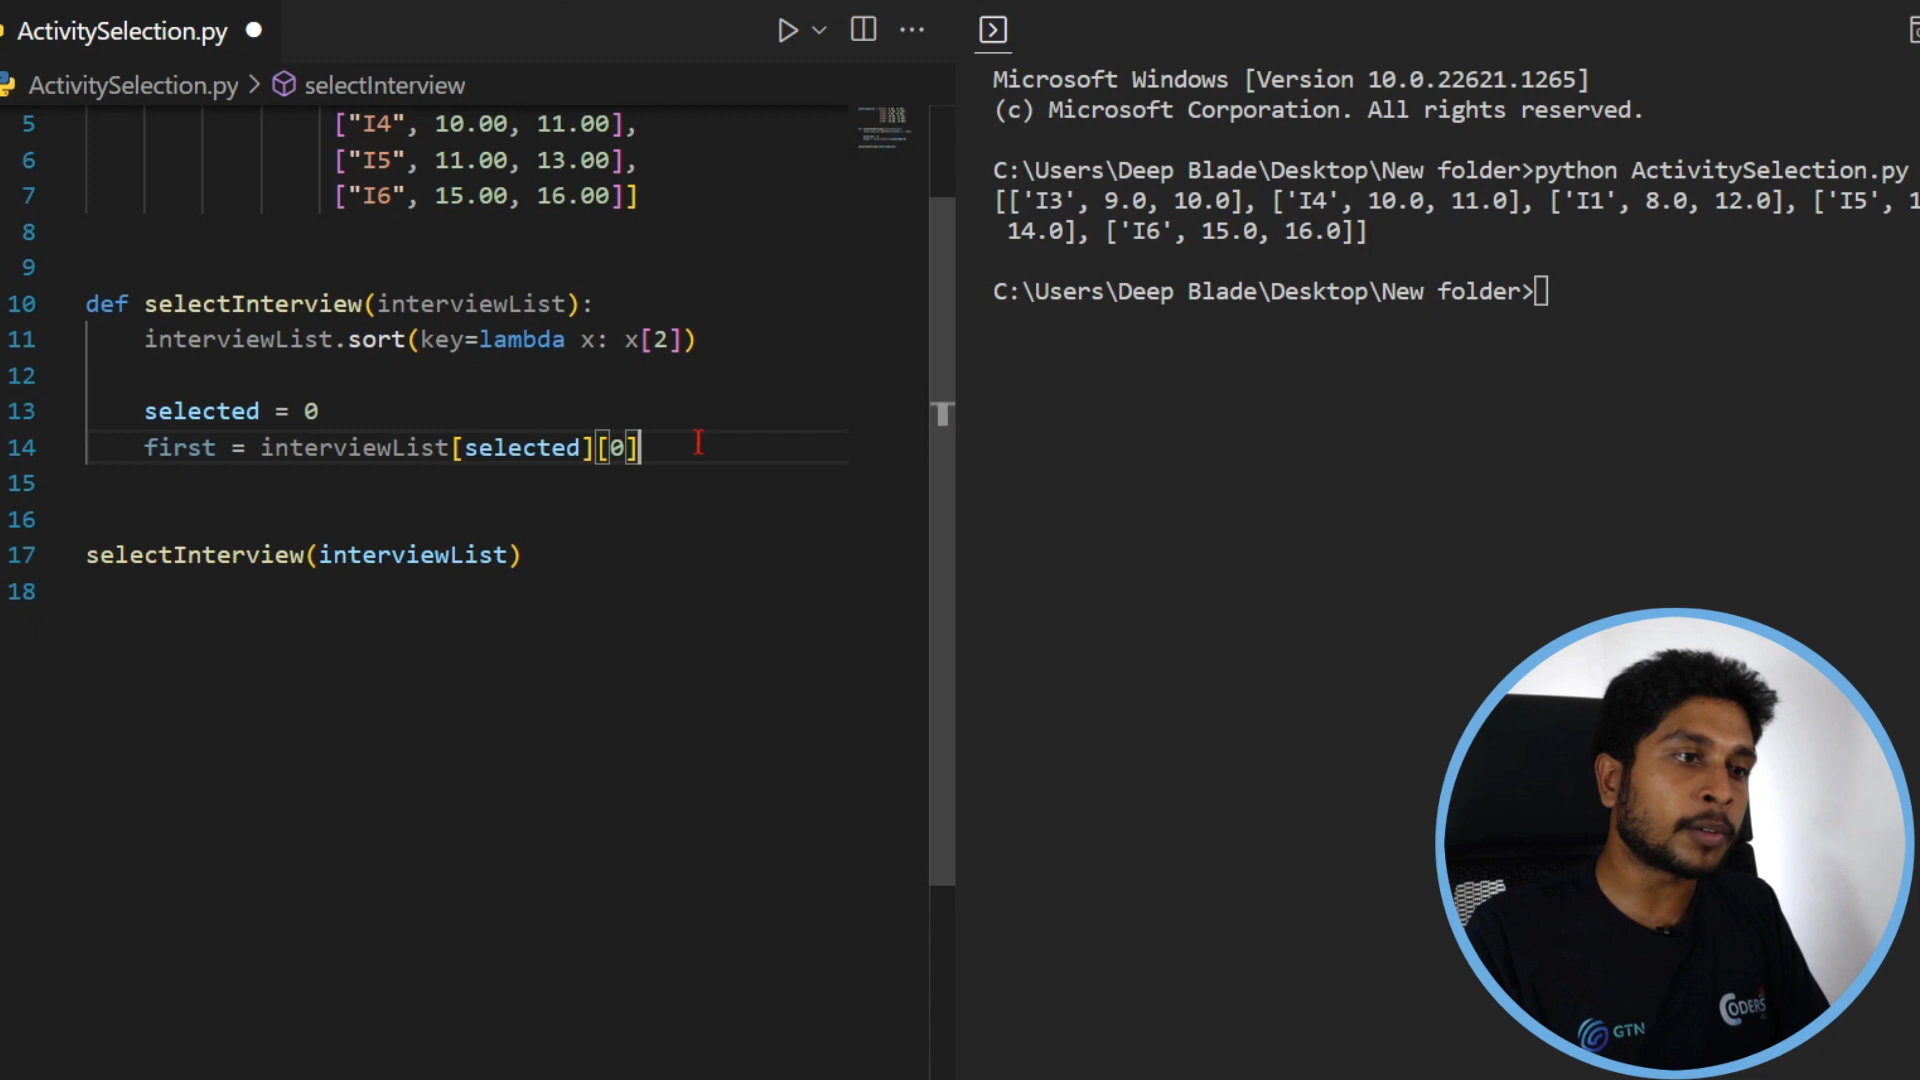 ActivitySelection.py
ActivitySelection.py > selectInterview
5 ["I4", 10.00, 11.00],
6 ["I5", 11.00, 13.00],
7 ["I6", 15.00, 16.00]]
8
9
10 def selectInterview(interviewList):
11 interviewList.sort(key=lambda x: x[2])
12
13 selected = 0
14 first = interviewList[selected][0]
15
16
17 selectInterview(interviewList)
18
Microsoft Windows [Version 10.0.22621.1265]
(c) Microsoft Corporation. All rights reserved.
C:\Users\Deep Blade\Desktop\New folder>python ActivitySelection.py
[['I3', 9.0, 10.0], ['I4', 10.0, 11.0], ['I1', 8.0, 12.0], ['I5', 1
14.0], ['I6', 15.0, 16.0]]
C:\Users\Deep Blade\Desktop\New folder>
CODERS
GTN